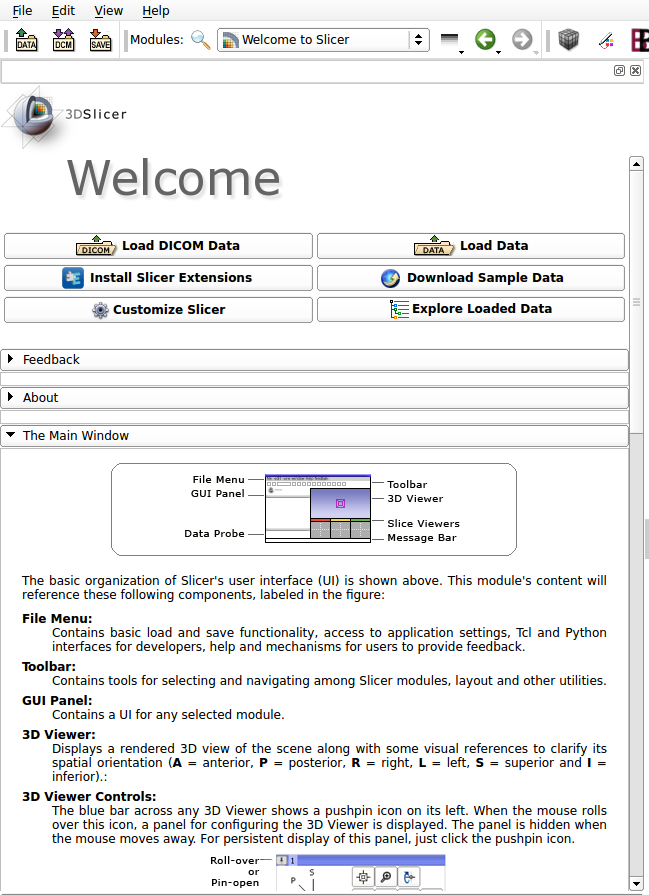 File Edit View Help
DATA DCM SAVE Modules: Welcome to Slicer
3DSlicer
Welcome
DICOM Load DICOM Data DATA Load Data
Install Slicer Extensions Download Sample Data
Customize Slicer Explore Loaded Data
Feedback
About
The Main Window
File Menu
GUI Panel
Data Probe
Toolbar
3D Viewer
Slice Viewers
Message Bar
The basic organization of Slicer's user interface (UI) is shown above. This module's content will
reference these following components, labeled in the figure:
File Menu:
Contains basic load and save functionality, access to application settings, Tcl and Python
interfaces for developers, help and mechanisms for users to provide feedback.
Toolbar:
Contains tools for selecting and navigating among Slicer modules, layout and other utilities.
GUI Panel:
Contains a UI for any selected module.
3D Viewer:
Displays a rendered 3D view of the scene along with some visual references to clarify its
spatial orientation (A = anterior, P = posterior, R = right, L = left, S = superior and I =
inferior).:
3D Viewer Controls:
The blue bar across any 3D Viewer shows a pushpin icon on its left. When the mouse rolls
over this icon, a panel for configuring the 3D Viewer is displayed. The panel is hidden when
the mouse moves away. For persistent display of this panel, just click the pushpin icon.
Roll-over
or
Pin-open
1
S
P